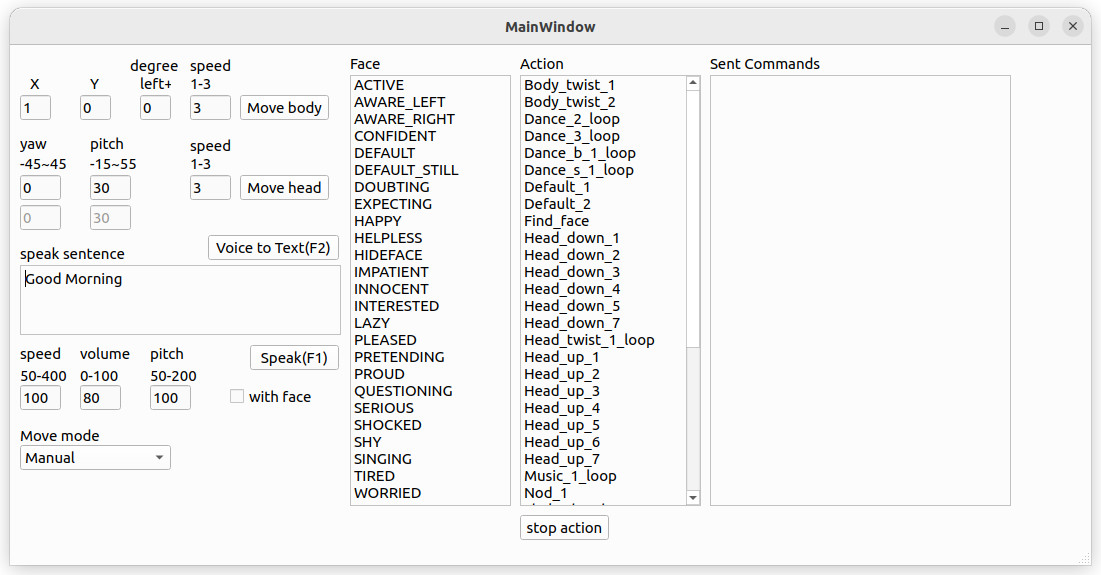 MainWindow
degree speed
X Y left+ 1-3
1 0 0 3 Move body
yaw pitch speed
-45~45 -15~55 1-3
0 30 3 Move head
0 30
Voice to Text(F2)
speak sentence
Good Morning
speed volume pitch Speak(F1)
50-400 0-100 50-200
100 80 100 with face
Move mode
Manual
Face
ACTIVE
AWARE_LEFT
AWARE_RIGHT
CONFIDENT
DEFAULT
DEFAULT_STILL
DOUBTING
EXPECTING
HAPPY
HELPLESS
HIDEFACE
IMPATIENT
INNOCENT
INTERESTED
LAZY
PLEASED
PRETENDING
PROUD
QUESTIONING
SERIOUS
SHOCKED
SHY
SINGING
TIRED
WORRIED
Action
Body_twist_1
Body_twist_2
Dance_2_loop
Dance_3_loop
Dance_b_1_loop
Dance_s_1_loop
Default_1
Default_2
Find_face
Head_down_1
Head_down_2
Head_down_3
Head_down_4
Head_down_5
Head_down_7
Head_twist_1_loop
Head_up_1
Head_up_2
Head_up_3
Head_up_4
Head_up_5
Head_up_6
Head_up_7
Music_1_loop
Nod_1
stop action
Sent Commands